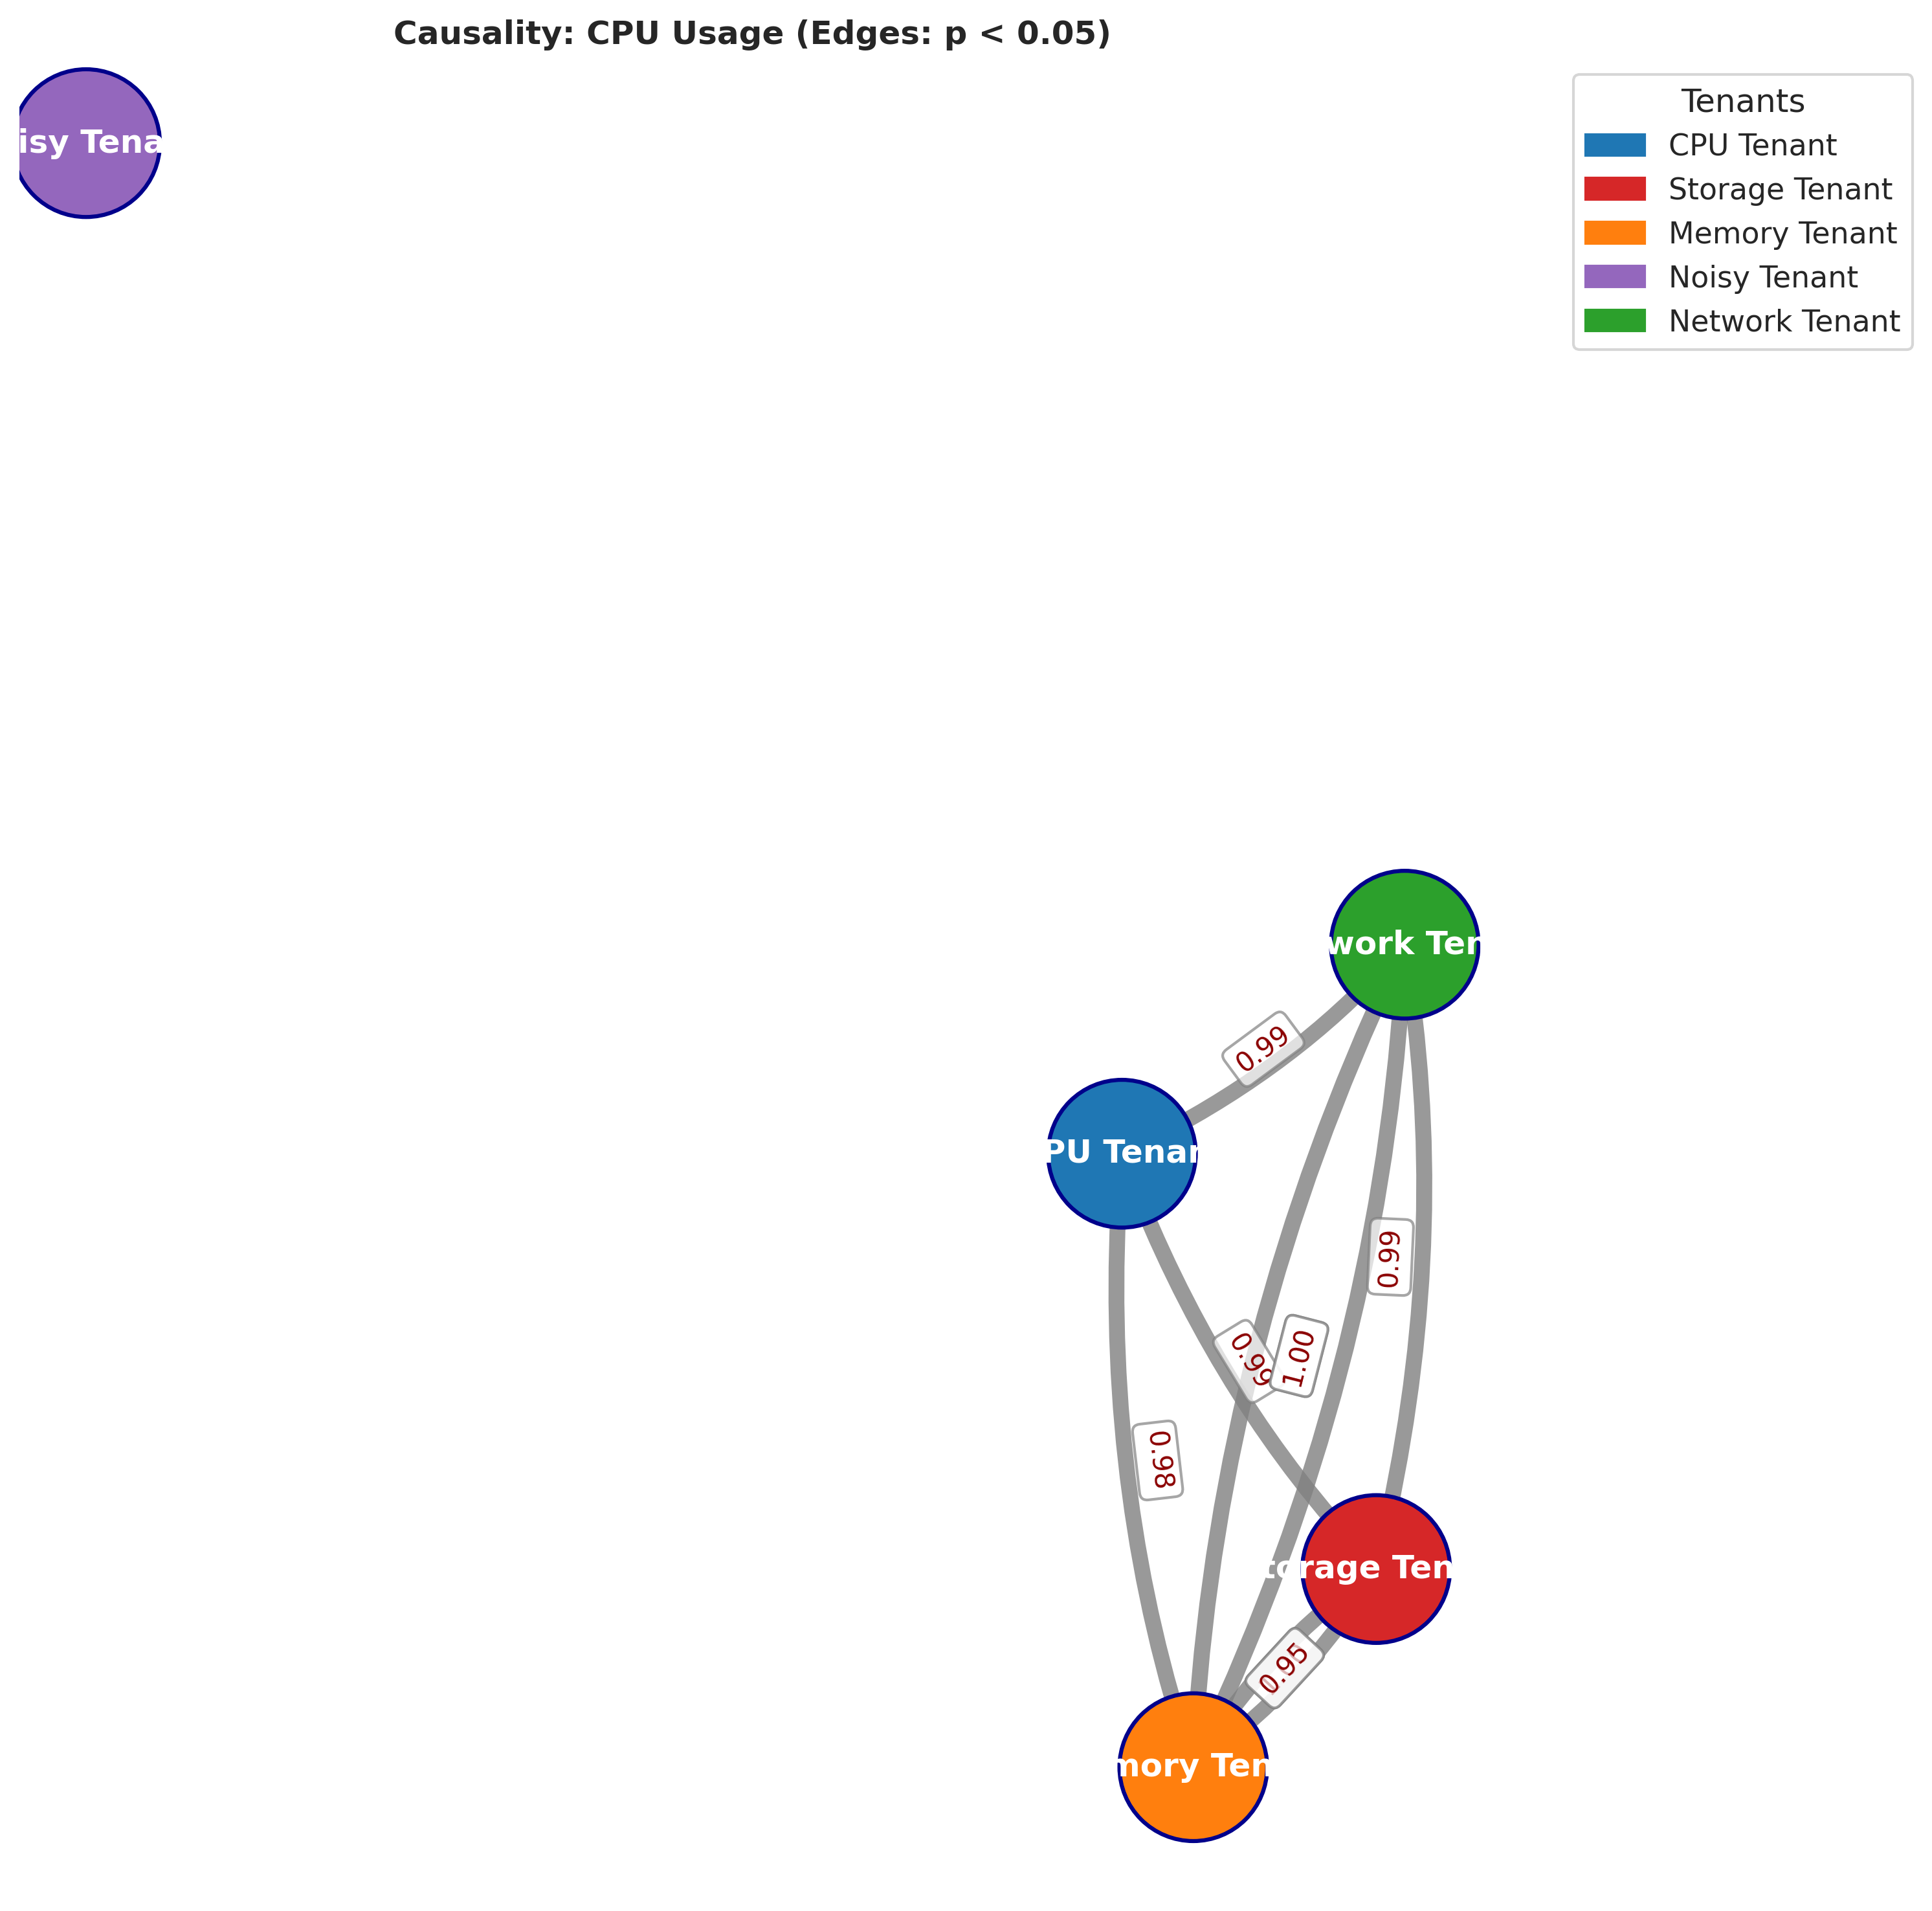 Causality: CPU Usage (Edges: p < 0.05)
isy Tena
Tenants
CPU Tenant
Storage Tenant
Memory Tenant
Noisy Tenant
Network Tenant
work Ten
0.99
PU Tenan
0.99
0.99
1.00
0.98
torage Ten
0.95
mory Ten